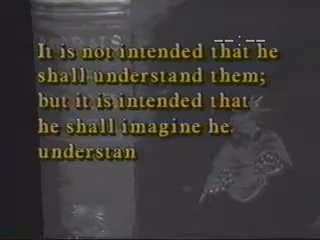 It is not intended that he
shall understand them;
but it is intended that
he shall imagine he
understan